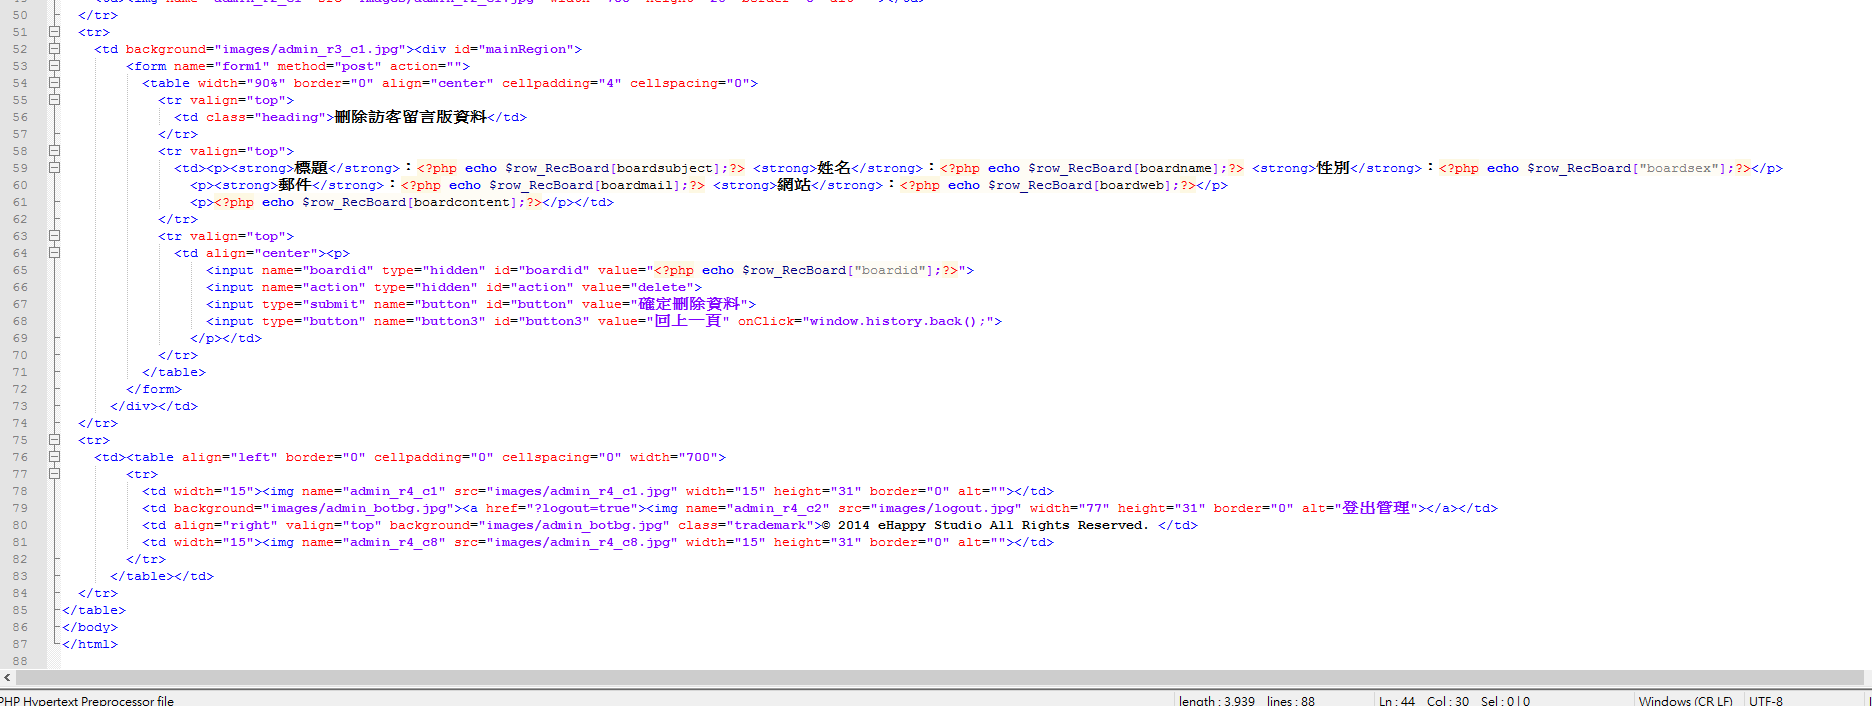 50 </tr>
51 <tr>
52 <td background="images/admin_r3_c1.jpg"><div id="mainRegion">
53 <form name="form1" method="post" action="">
54 <table width="90%" border="0" align="center" cellpadding="4" cellspacing="0">
55 <tr valign="top">
56 <td class="heading">刪除訪客留言版資料</td>
57 </tr>
58 <tr valign="top">
59 <td><p><strong>標題</strong>：<?php echo $row_RecBoard[boardsubject];?> <strong>姓名</strong>：<?php echo $row_RecBoard[boardname];?> <strong>性別</strong>：<?php echo $row_RecBoard["boardsex"];?></p>
60 <p><strong>郵件</strong>：<?php echo $row_RecBoard[boardmail];?> <strong>網站</strong>：<?php echo $row_RecBoard[boardweb];?></p>
61 <p><?php echo $row_RecBoard[boardcontent];?></p></td>
62 </tr>
63 <tr valign="top">
64 <td align="center"><p>
65 <input name="boardid" type="hidden" id="boardid" value="<?php echo $row_RecBoard["boardid"];?>">
66 <input name="action" type="hidden" id="action" value="delete">
67 <input type="submit" name="button" id="button" value="確定刪除資料">
68 <input type="button" name="button3" id="button3" value="回上一頁" onClick="window.history.back();">
69 </p></td>
70 </tr>
71 </table>
72 </form>
73 </div></td>
74 </tr>
75 <tr>
76 <td><table align="left" border="0" cellpadding="0" cellspacing="0" width="700">
77 <tr>
78 <td width="15"><img name="admin_r4_c1" src="images/admin_r4_c1.jpg" width="15" height="31" border="0" alt=""></td>
79 <td background="images/admin_botbg.jpg"><a href="?logout=true"><img name="admin_r4_c2" src="images/logout.jpg" width="77" height="31" border="0" alt="登出管理"></a></td>
80 <td align="right" valign="top" background="images/admin_botbg.jpg" class="trademark">© 2014 eHappy Studio All Rights Reserved. </td>
81 <td width="15"><img name="admin_r4_c8" src="images/admin_r4_c8.jpg" width="15" height="31" border="0" alt=""></td>
82 </tr>
83 </table></td>
84 </tr>
85 </table>
86 </body>
87 </html>
88
PHP Hypertext Preprocessor file length : 3,939 lines : 88 Ln : 44 Col : 30 Sel : 0 | 0 Windows (CR LF) UTF-8